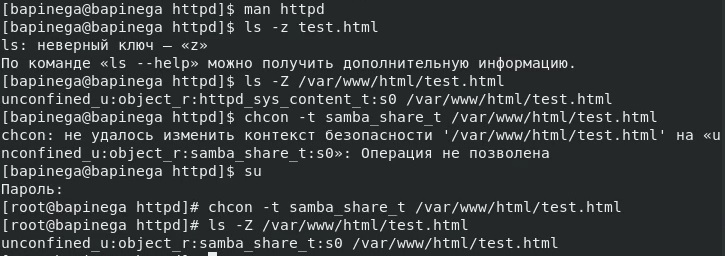 [bapinega@bapinega httpd]$ man httpd
[bapinega@bapinega httpd]$ ls -z test.html
ls: неверный ключ — «z»
По команде «ls --help» можно получить дополнительную информацию.
[bapinega@bapinega httpd]$ ls -Z /var/www/html/test.html
unconfined_u:object_r:httpd_sys_content_t:s0 /var/www/html/test.html
[bapinega@bapinega httpd]$ chcon -t samba_share_t /var/www/html/test.html
chcon: не удалось изменить контекст безопасности '/var/www/html/test.html' на «u
nconfined_u:object_r:samba_share_t:s0»: Операция не позволена
[bapinega@bapinega httpd]$ su
Пароль:
[root@bapinega httpd]# chcon -t samba_share_t /var/www/html/test.html
[root@bapinega httpd]# ls -Z /var/www/html/test.html
unconfined_u:object_r:samba_share_t:s0 /var/www/html/test.html